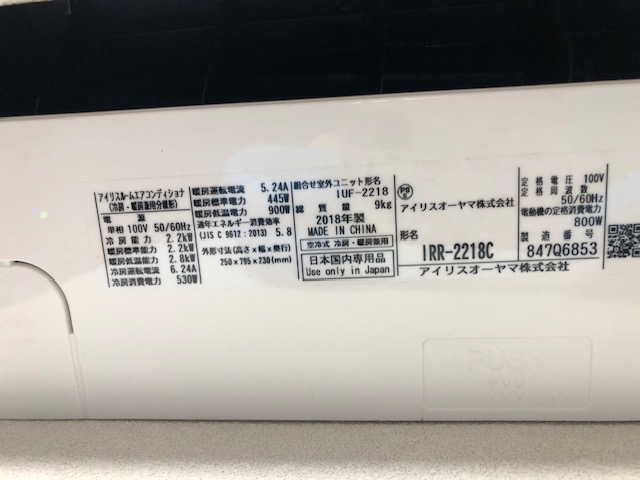 アイリスルームエアコンディショナ
(冷房・暖房兼用分離形)
電源
単相 100V 50/60Hz
冷房能力 2.2kW
暖房標準能力 2.2kW
暖房低温能力 2.8kW
冷房運転電流 6.24A
冷房消費電力 530W
暖房運転電流 5.24A
暖房標準電力 445W
暖房低温電力 900W
通年エネルギー消費効率
(JIS C 9612:2013) 5.8
外形寸法(高さ×幅×奥行)
250×795×230(mm)
組合せ室外ユニット形名
IUF-2218
総質量 9kg
2018年製
MADE IN CHINA
空冷式 冷房・暖房兼用
日本国内専用品
Use only in Japan
PS
E
アイリスオーヤマ株式会社
形名
IRR-2218C
アイリスオーヤマ株式会社
定格電圧 100V
定格周波数
50/60Hz
電動機の定格消費電力
800W
製造番号
847Q6853
PUSH